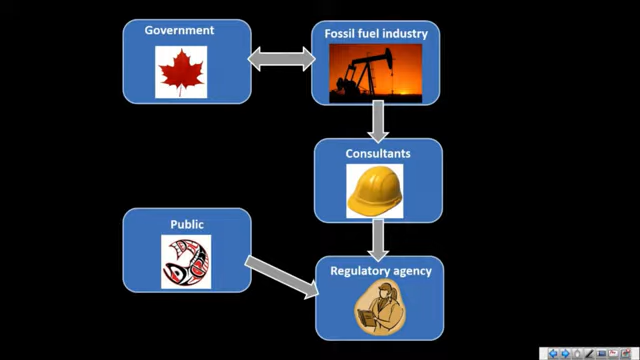 Government
Fossil fuel industry
Consultants
Public
Regulatory agency